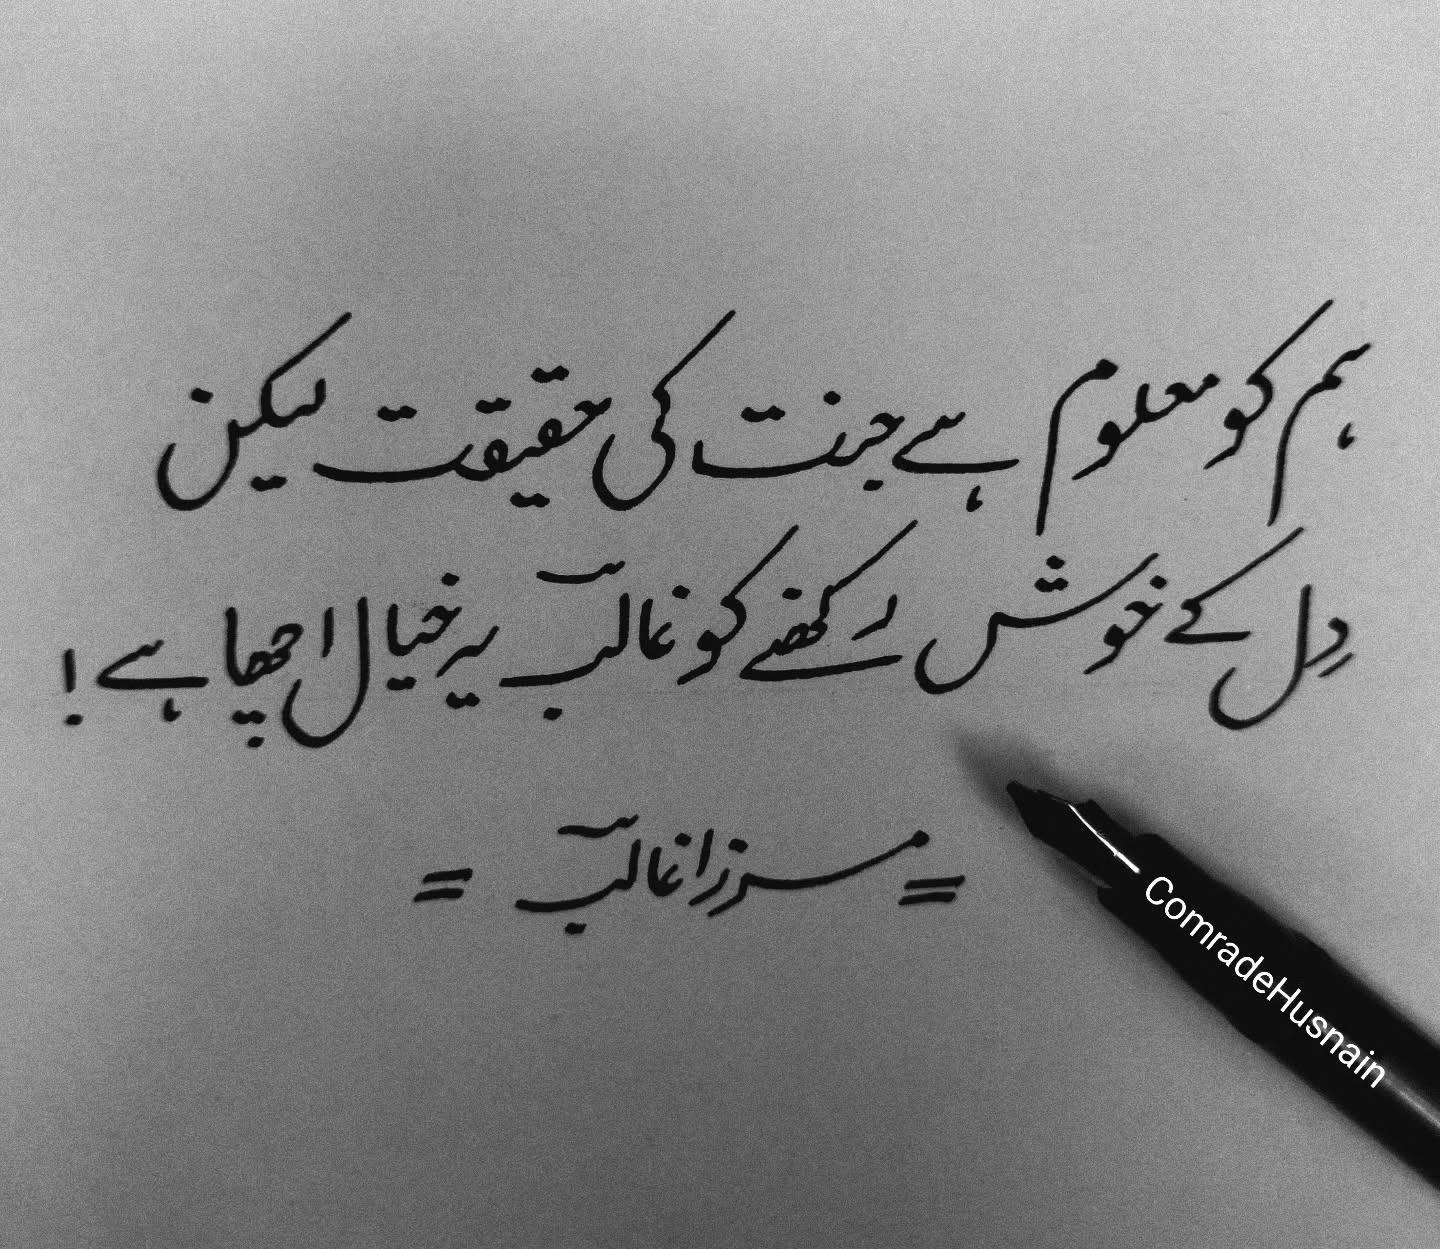 ہم کو معلوم ہے جنت کی حقیقت لیکن
دِل کے خوش رکھنے کو غالبؔ یہ خیال اچھا ہے !
= مرزا غالبؔ =
ComradeHusnain